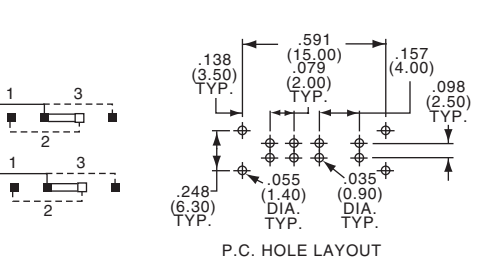 1 3
2
1 3
2
.591
(15.00)
.138
(3.50)
TYP.
.079
(2.00)
TYP.
.157
(4.00)
.098
(2.50)
TYP.
.248
(6.30)
TYP.
.055
(1.40)
DIA.
TYP.
.035
(0.90)
DIA.
TYP.
P.C. HOLE LAYOUT